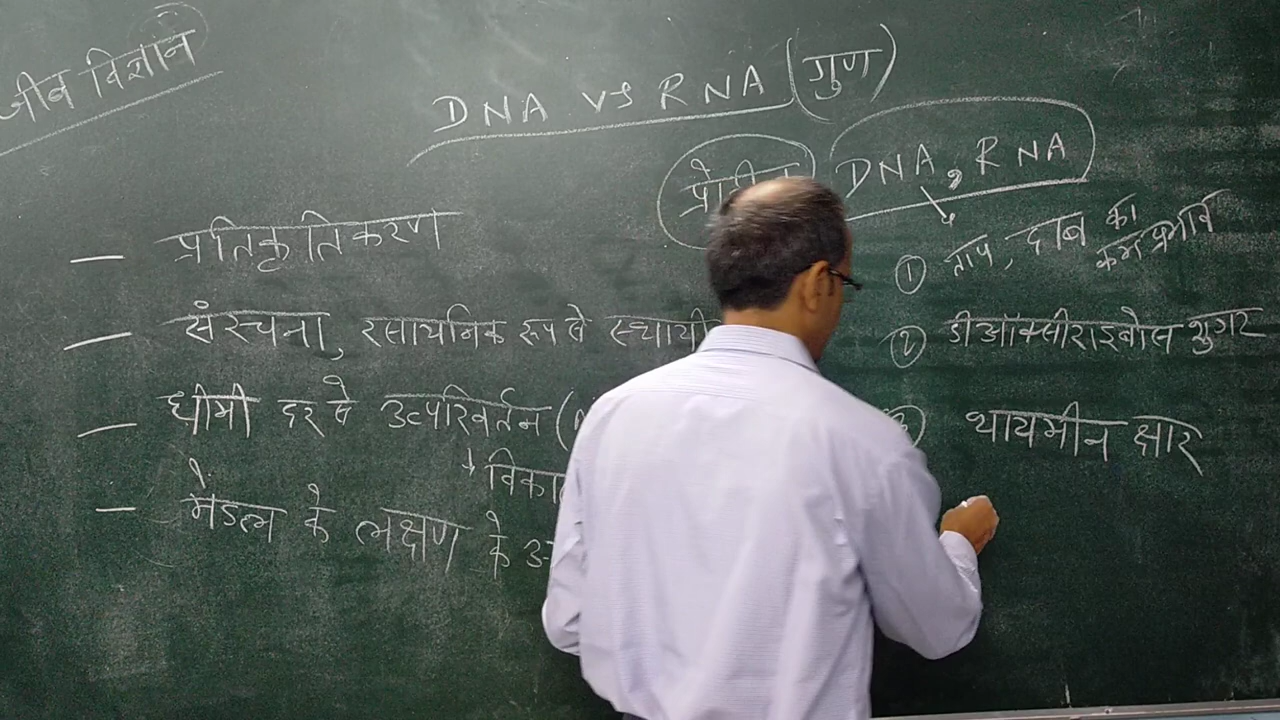 जीव विज्ञान
DNA vs RNA (गुण)
DNA, RNA
– प्रतिकृतिकरण
– संरचना, रसायनिक रूप से स्थायी
– धीमी दर से उत्परिवर्तन (
↓ विका
– मेंडल के लक्षण के उ
① ताप, दाब का
कम प्रभाव
② डीऑक्सीराइबोस शुगर
थायमीन क्षार